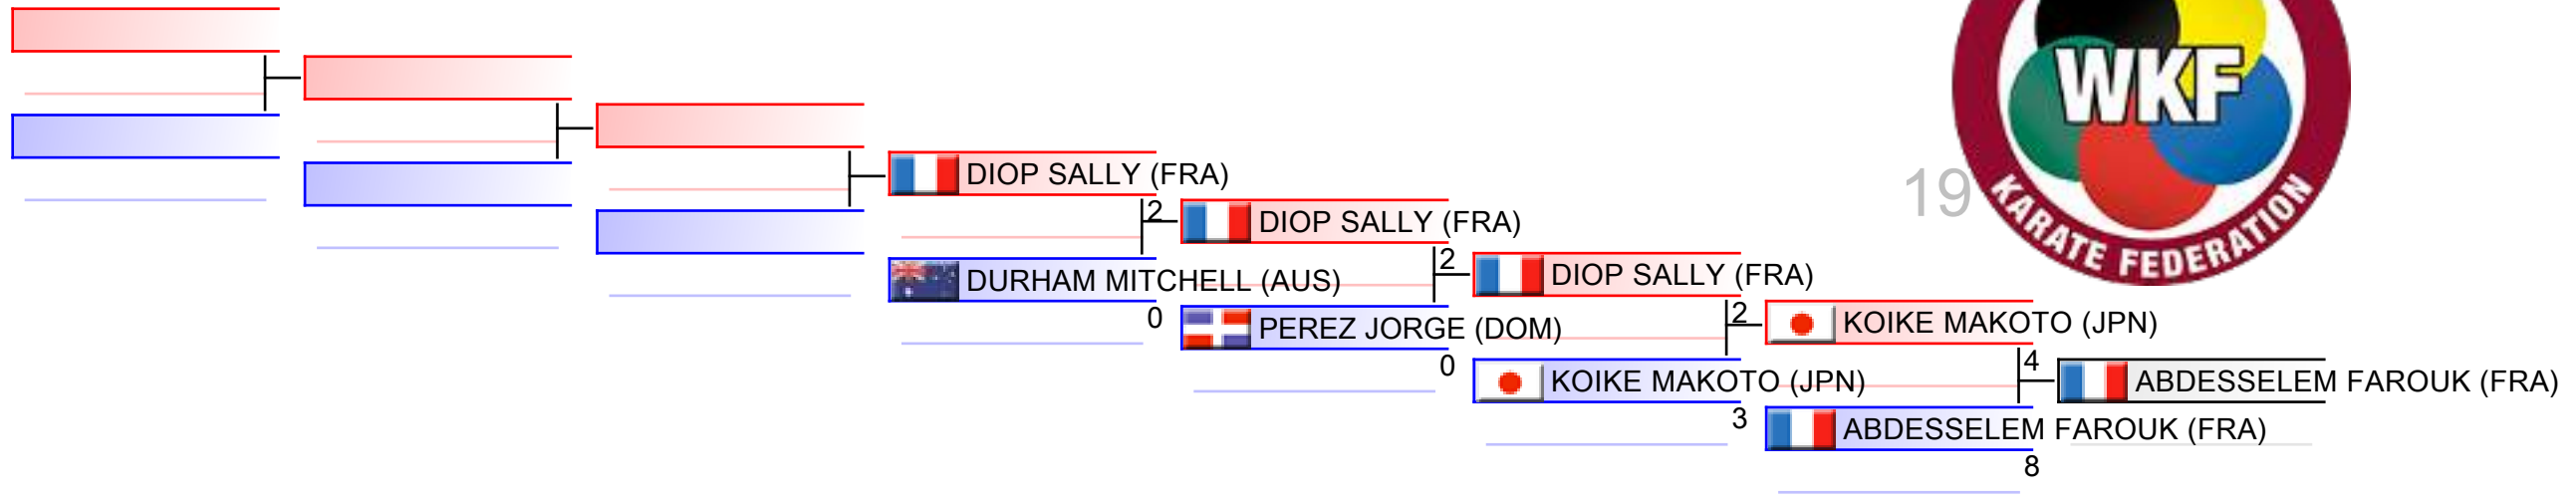 WKF
KARATE FEDERATION
19
DIOP SALLY (FRA)
2
DIOP SALLY (FRA)
DURHAM MITCHELL (AUS)
0
2
DIOP SALLY (FRA)
PEREZ JORGE (DOM)
0
2
KOIKE MAKOTO (JPN)
KOIKE MAKOTO (JPN)
3
4
ABDESSELEM FAROUK (FRA)
ABDESSELEM FAROUK (FRA)
8